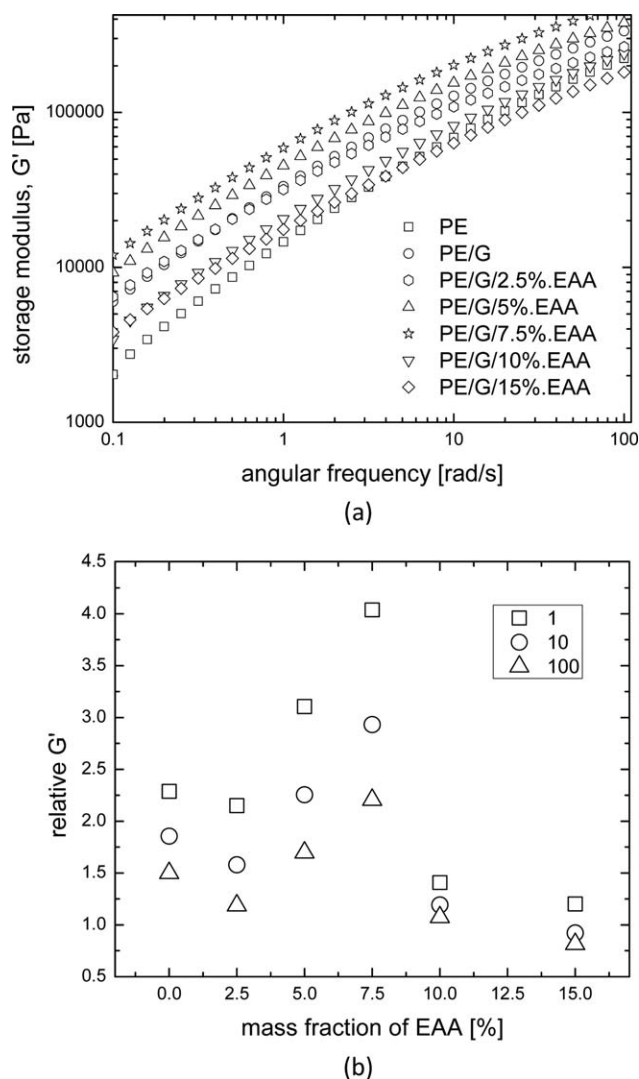 storage modulus, G' [Pa]
100000
10000
1000
0.1
1
10
100
angular frequency [rad/s]
PE
PE/G
PE/G/2.5%.EAA
PE/G/5%.EAA
PE/G/7.5%.EAA
PE/G/10%.EAA
PE/G/15%.EAA
(a)
relative G'
4.5
4.0
3.5
3.0
2.5
2.0
1.5
1.0
0.5
0.0
2.5
5.0
7.5
10.0
12.5
15.0
mass fraction of EAA [%]
1
10
100
(b)